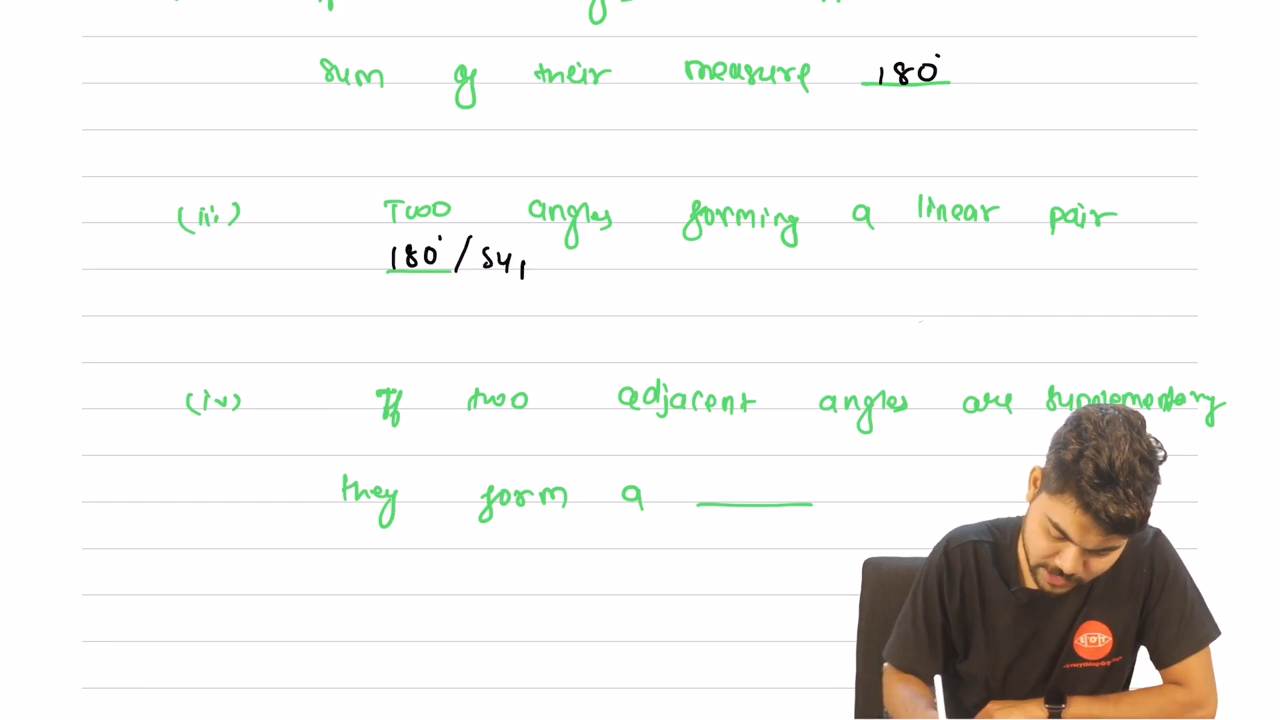 sum of their measure 180°
(iii) Two angles forming a linear pair
180° / sup
(iv) If two adjacent angles are supplementary
they form a ____